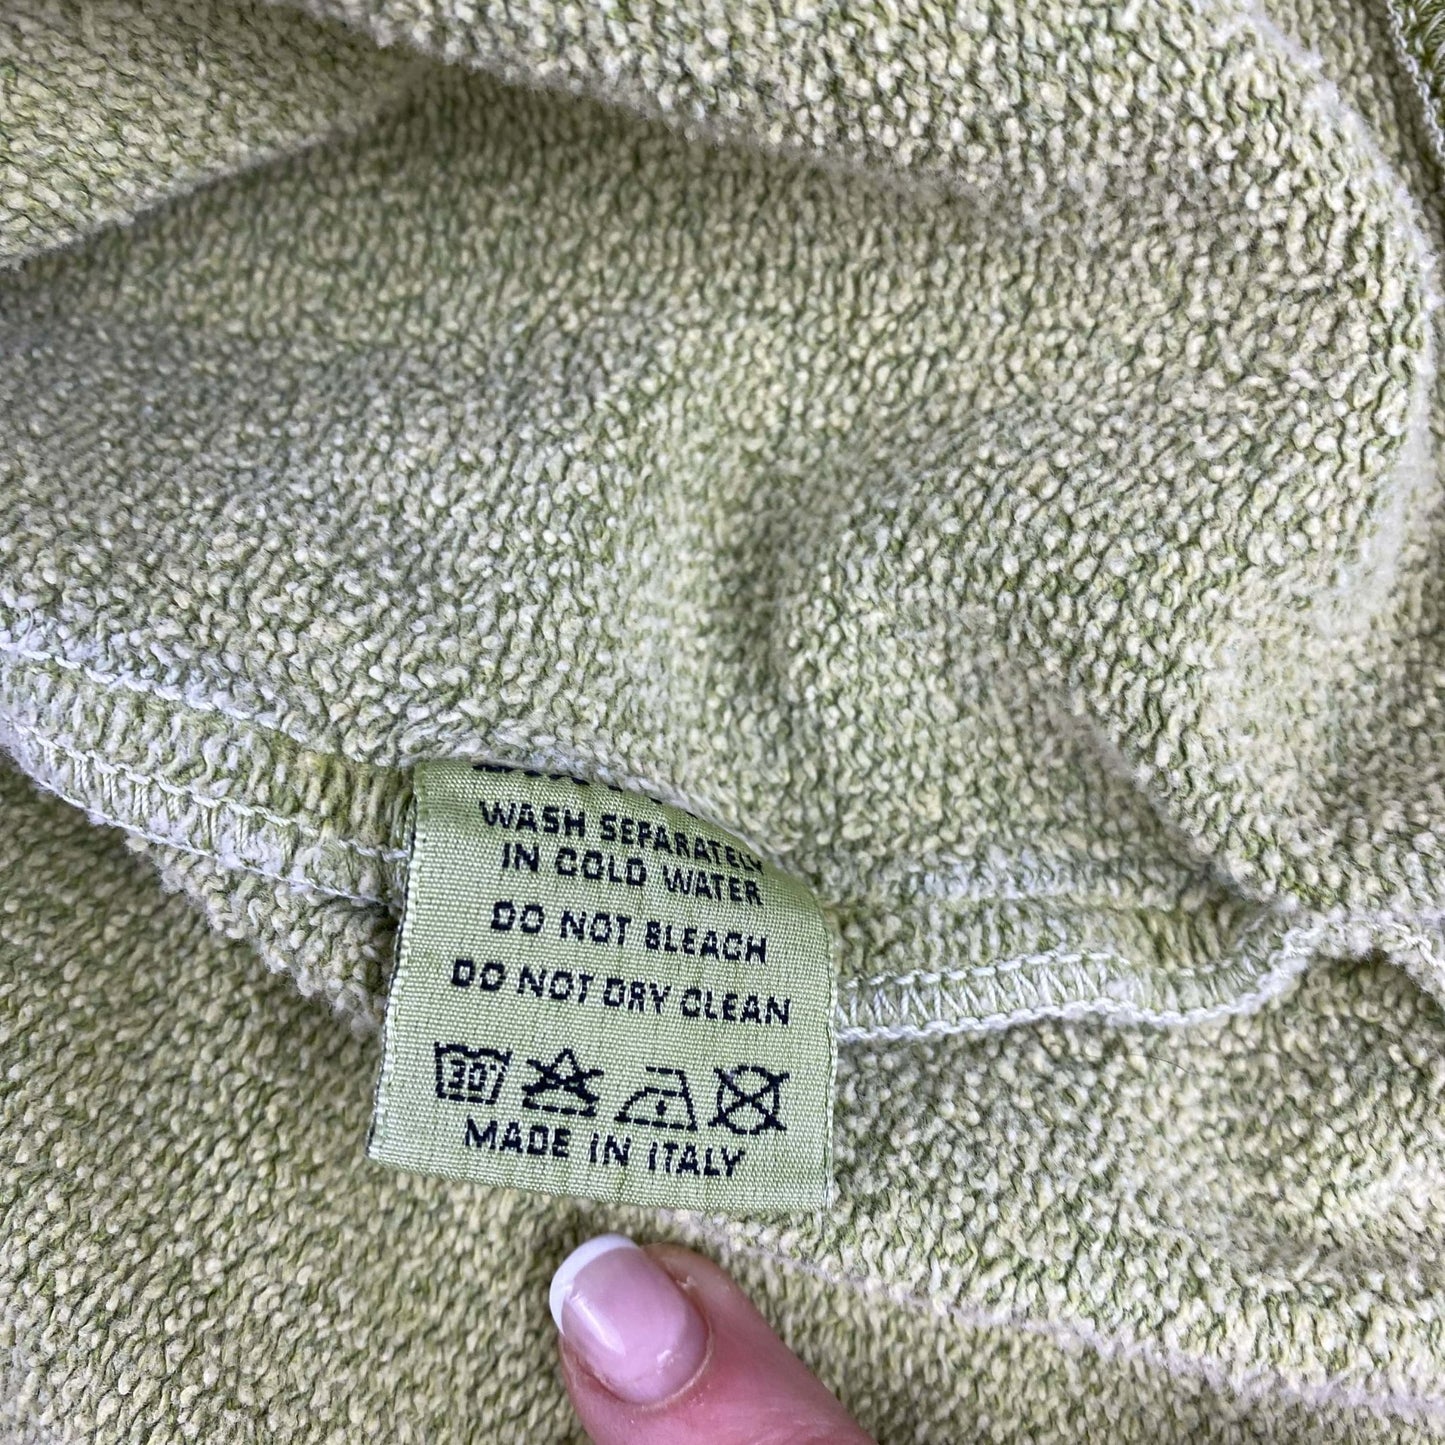 WASH SEPARATELY
IN COLD WATER
DO NOT BLEACH
DO NOT DRY CLEAN
30°
MADE IN ITALY